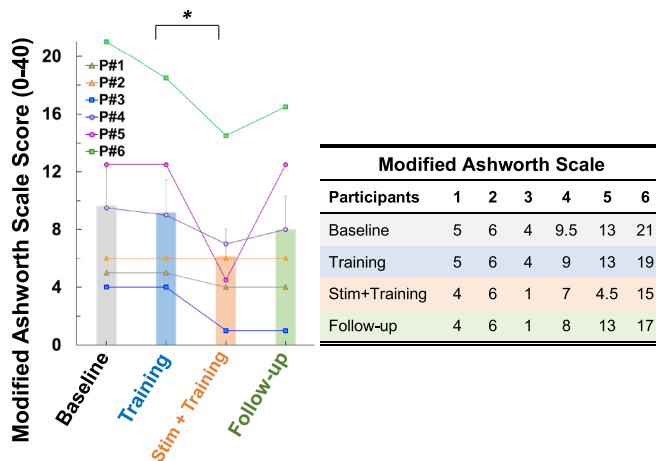 *
Modified Ashworth Scale Score (0-40)
20
16
12
8
4
0
P#1
P#2
P#3
P#4
P#5
P#6
Baseline
Training
Stim + Training
Follow-up
Modified Ashworth Scale
Participants 1 2 3 4 5 6
Baseline 5 6 4 9.5 13 21
Training 5 6 4 9 13 19
Stim+Training 4 6 1 7 4.5 15
Follow-up 4 6 1 8 13 17